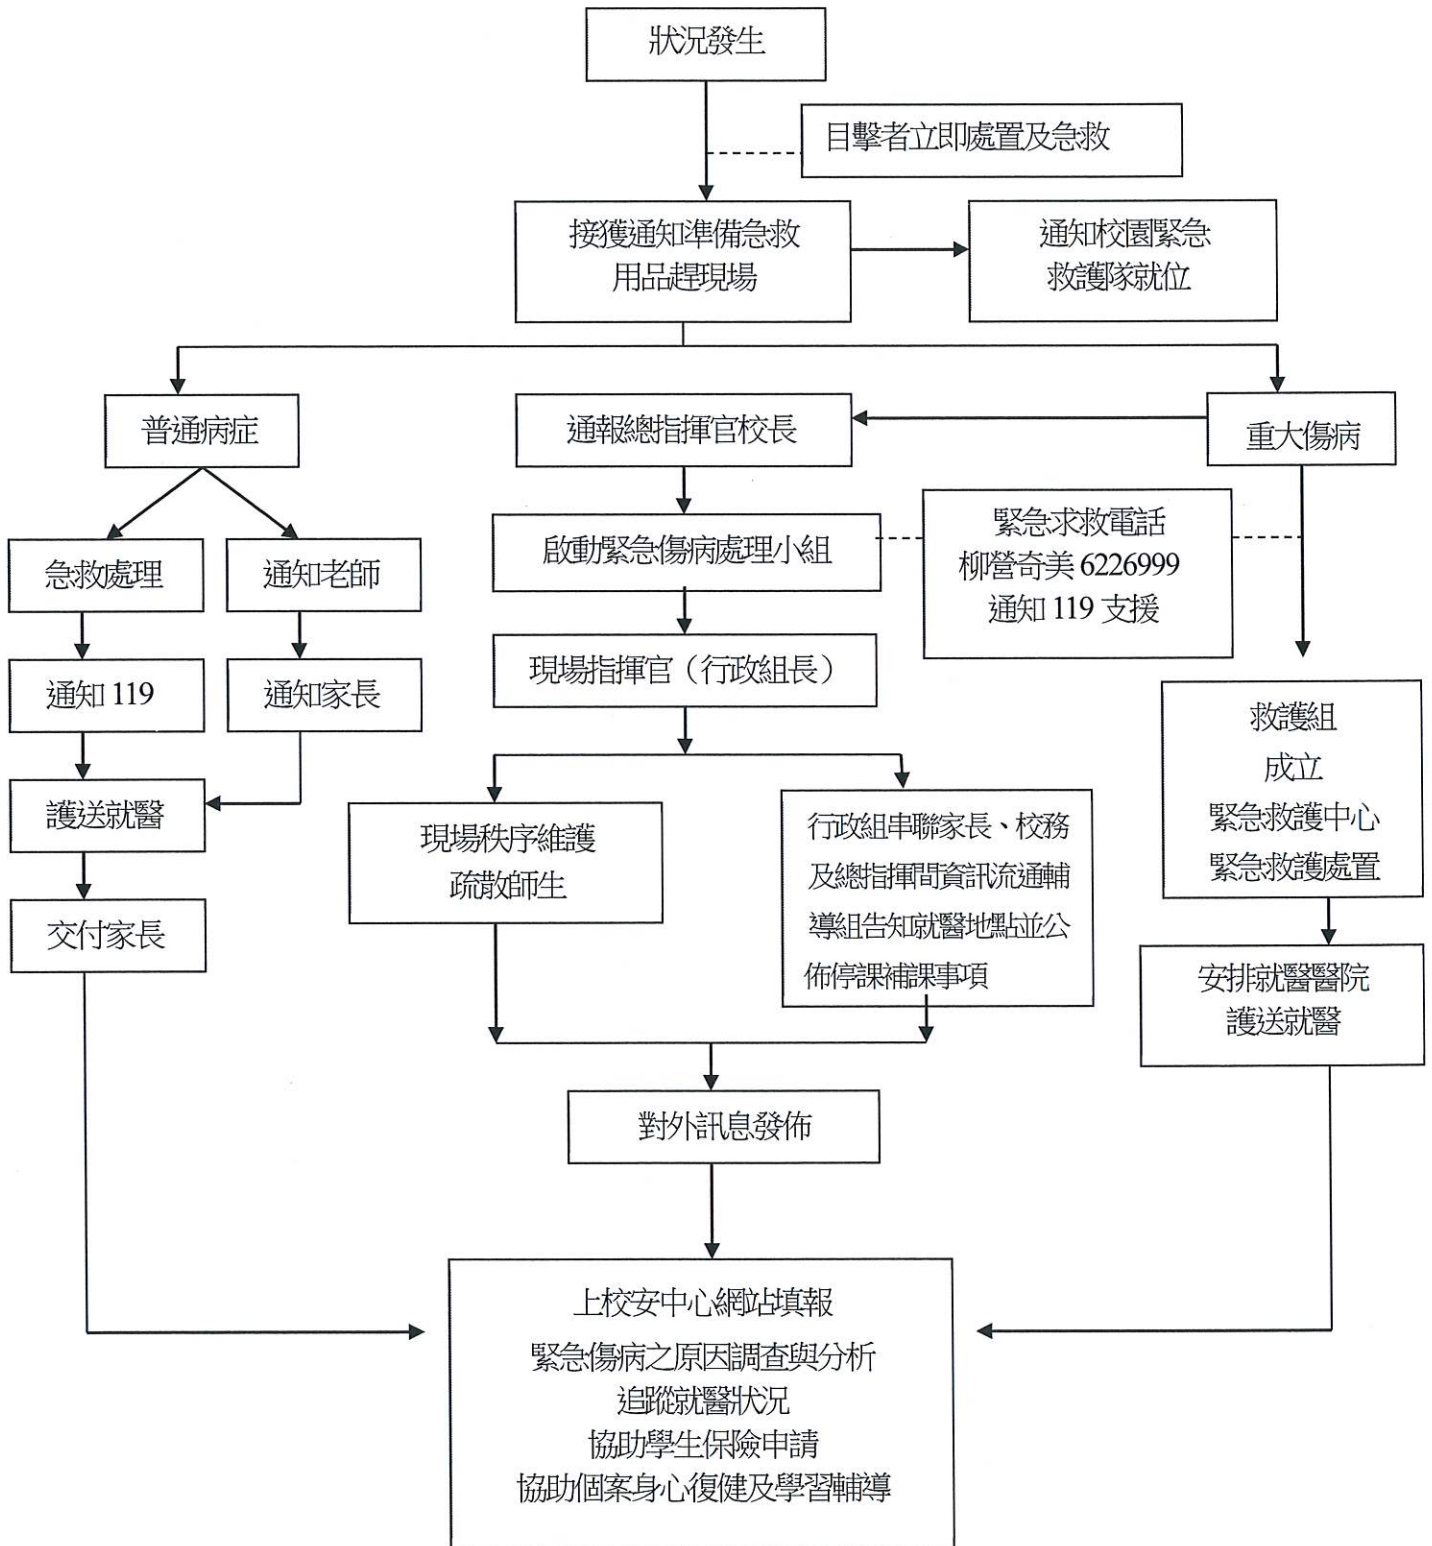 狀況發生
目擊者立即處置及急救
接獲通知準備急救
用品趕現場
通知校園緊急
救護隊就位
普通病症
通報總指揮官校長
重大傷病
急救處理
通知老師
啟動緊急傷病處理小組
緊急求救電話
柳營奇美 6226999
通知 119 支援
通知 119
通知家長
現場指揮官（行政組長）
救護組
成立
緊急救護中心
緊急救護處置
護送就醫
現場秩序維護
疏散師生
行政組串聯家長、校務
及總指揮間資訊流通輔
導組告知就醫地點並公
佈停課補課事項
交付家長
安排就醫醫院
護送就醫
對外訊息發佈
上校安中心網站填報
緊急傷病之原因調查與分析
追蹤就醫狀況
協助學生保險申請
協助個案身心復健及學習輔導